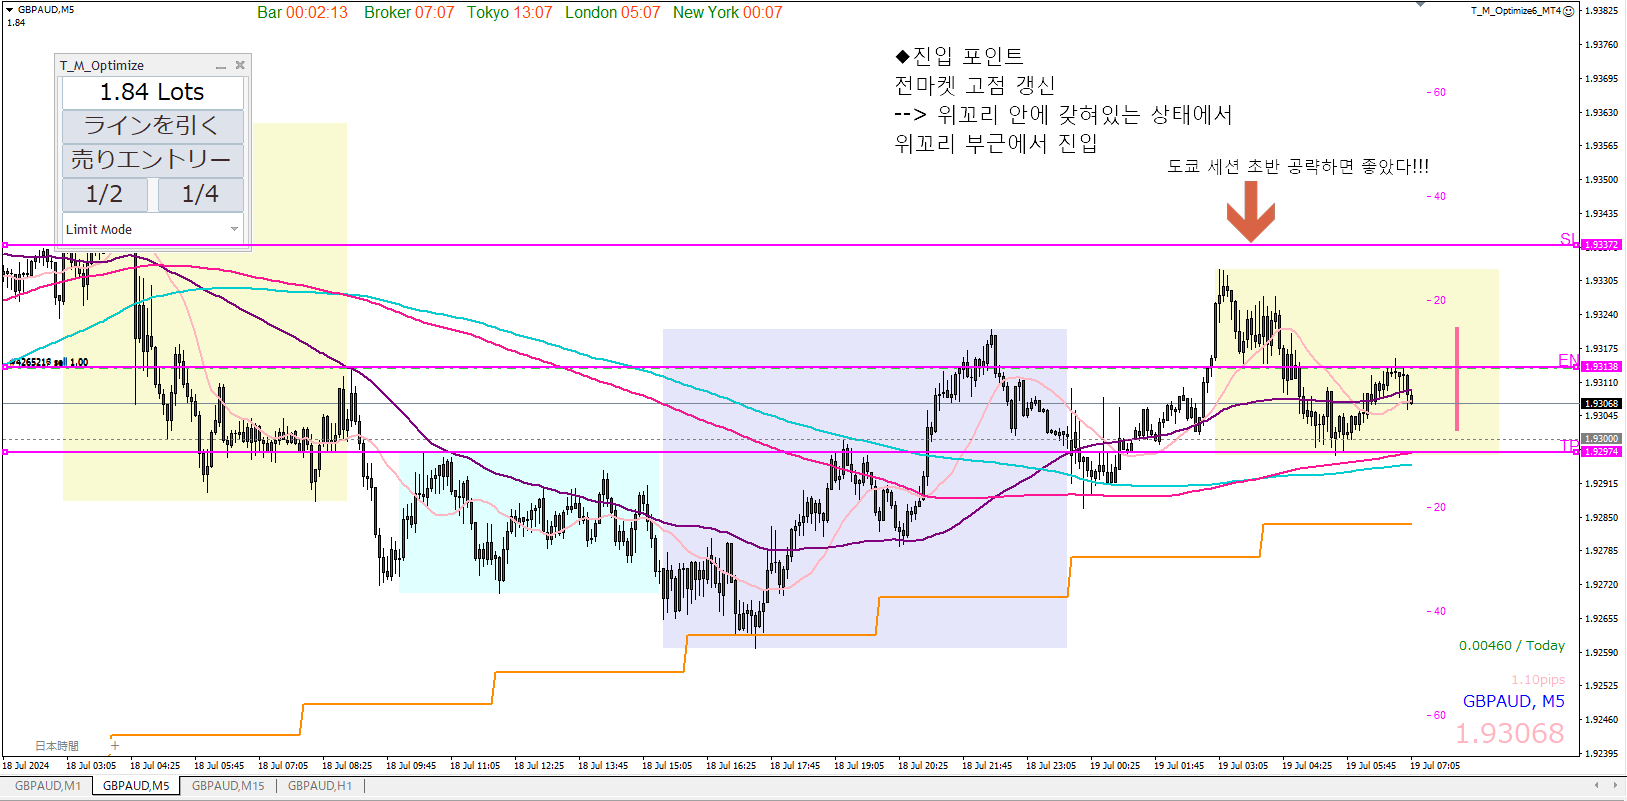 GBPAUD,M5
1.84
Bar 00:02:13 Broker 07:07 Tokyo 13:07 London 05:07 New York 00:07
T_M_Optimize6_MT4
T_M_Optimize
1.84 Lots
ラインを引く
売りエントリー
1/2 1/4
Limit Mode
◆진입 포인트
전마켓 고점 갱신
--> 위꼬리 안에 갖혀있는 상태에서
위꼬리 부근에서 진입
도쿄 세션 초반 공략하면 좋았다!!!
- 60
- 40
- 20
- 20
- 40
- 60
SL
EN
TP
sell 1.00
1.93825
1.93760
1.93695
1.93630
1.93565
1.93500
1.93435
1.93372
1.93305
1.93240
1.93175
1.93138
1.93110
1.93068
1.93045
1.93000
1.92974
1.92915
1.92850
1.92785
1.92720
1.92655
1.92590
1.92525
1.92460
1.92395
0.00460 / Today
1.10pips
GBPAUD, M5
1.93068
日本時間
18 Jul 2024 18 Jul 03:05 18 Jul 04:25 18 Jul 05:45 18 Jul 07:05 18 Jul 08:25 18 Jul 09:45 18 Jul 11:05 18 Jul 12:25 18 Jul 13:45 18 Jul 15:05 18 Jul 16:25 18 Jul 17:45 18 Jul 19:05 18 Jul 20:25 18 Jul 21:45 18 Jul 23:05 19 Jul 00:25 19 Jul 01:45 19 Jul 03:05 19 Jul 04:25 19 Jul 05:45 19 Jul 07:05
GBPAUD,M1 GBPAUD,M5 GBPAUD,M15 GBPAUD,H1